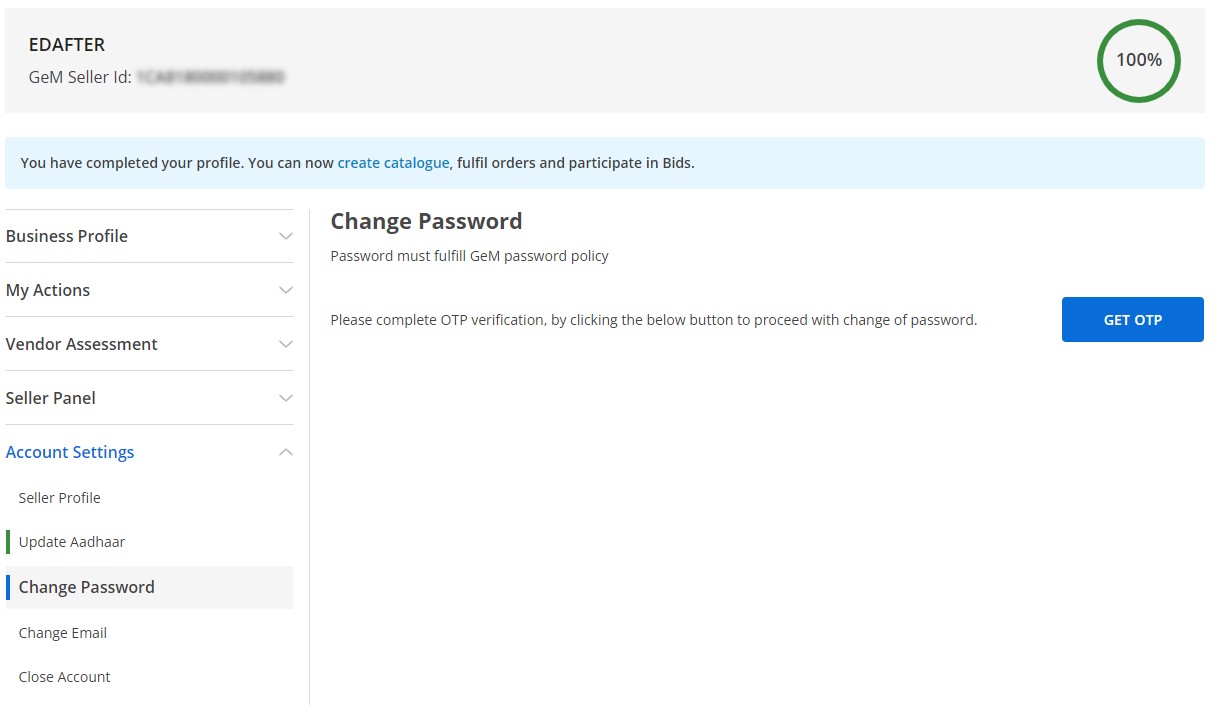 EDAFTER
GeM Seller Id:
100%
You have completed your profile. You can now create catalogue, fulfil orders and participate in Bids.
Business Profile
My Actions
Vendor Assessment
Seller Panel
Account Settings
Seller Profile
Update Aadhaar
Change Password
Change Email
Close Account
Change Password
Password must fulfill GeM password policy
Please complete OTP verification, by clicking the below button to proceed with change of password.
GET OTP